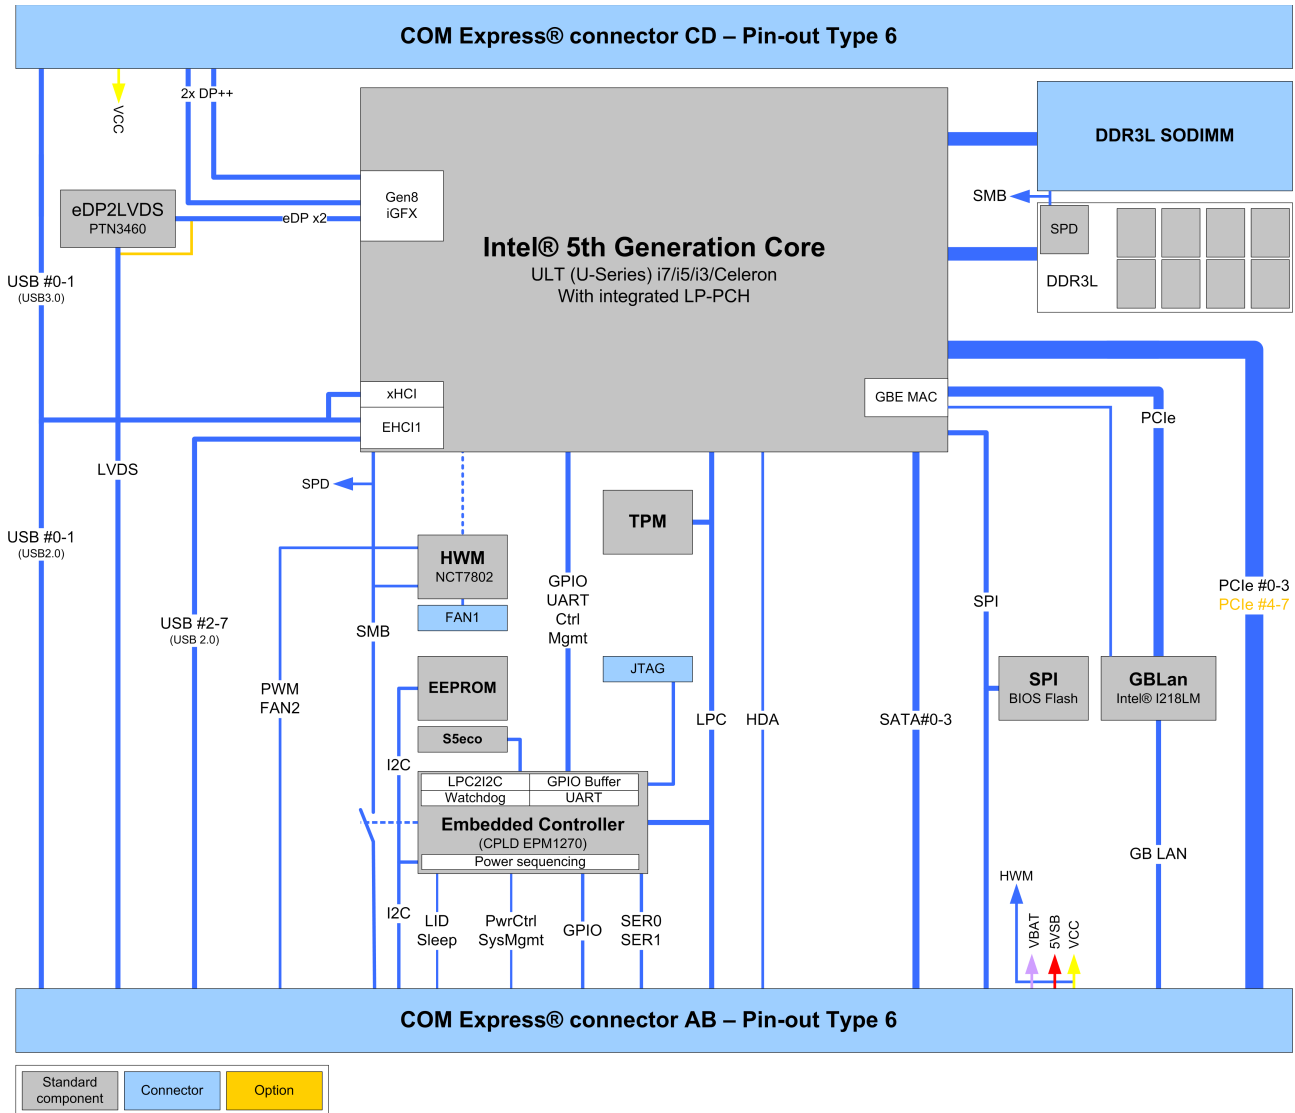 COM Express® connector CD – Pin-out Type 6
2x DP++
VCC
DDR3L SODIMM
Gen8
iGFX
SMB
eDP2LVDS
PTN3460
eDP x2
SPD
Intel® 5th Generation Core
ULT (U-Series) i7/i5/i3/Celeron
With integrated LP-PCH
DDR3L
USB #0-1
(USB3.0)
xHCI
GBE MAC
EHCI1
PCIe
LVDS
SPD
TPM
USB #0-1
(USB2.0)
HWM
NCT7802
GPIO
UART
Ctrl
Mgmt
PCIe #0-3
PCIe #4-7
SPI
FAN1
USB #2-7
(USB 2.0)
SMB
JTAG
EEPROM
PWM
FAN2
SPI
BIOS Flash
GBLan
Intel® I218LM
LPC
HDA
SATA#0-3
S5eco
I2C
LPC2I2C
GPIO Buffer
Watchdog
UART
Embedded Controller
(CPLD EPM1270)
Power sequencing
GB LAN
HWM
I2C
LID
Sleep
PwrCtrl
SysMgmt
GPIO
SER0
SER1
VBAT
5VSB
VCC
COM Express® connector AB – Pin-out Type 6
Standard
component
Connector
Option